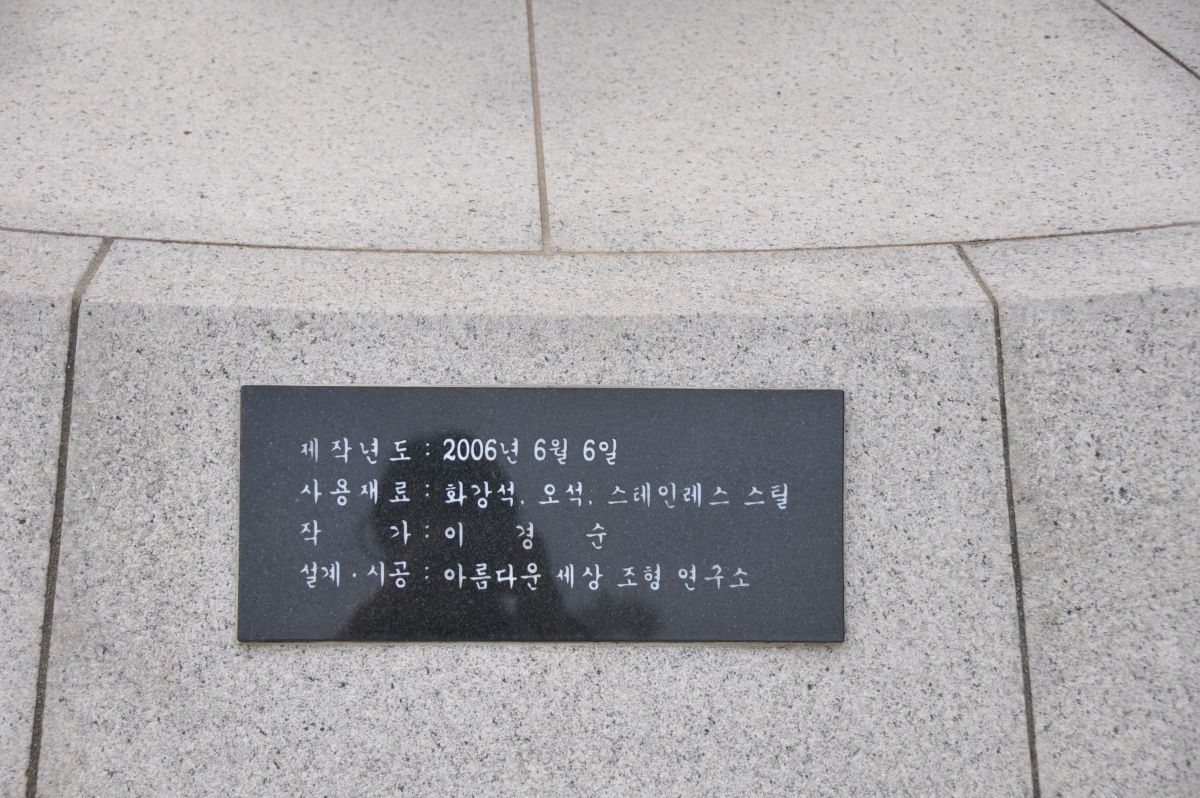 제작년도 : 2006년 6월 6일
사용재료 : 화강석, 오석, 스테인레스 스틸
작 가 : 이 경 순
설계 · 시공 : 아름다운 세상 조형 연구소